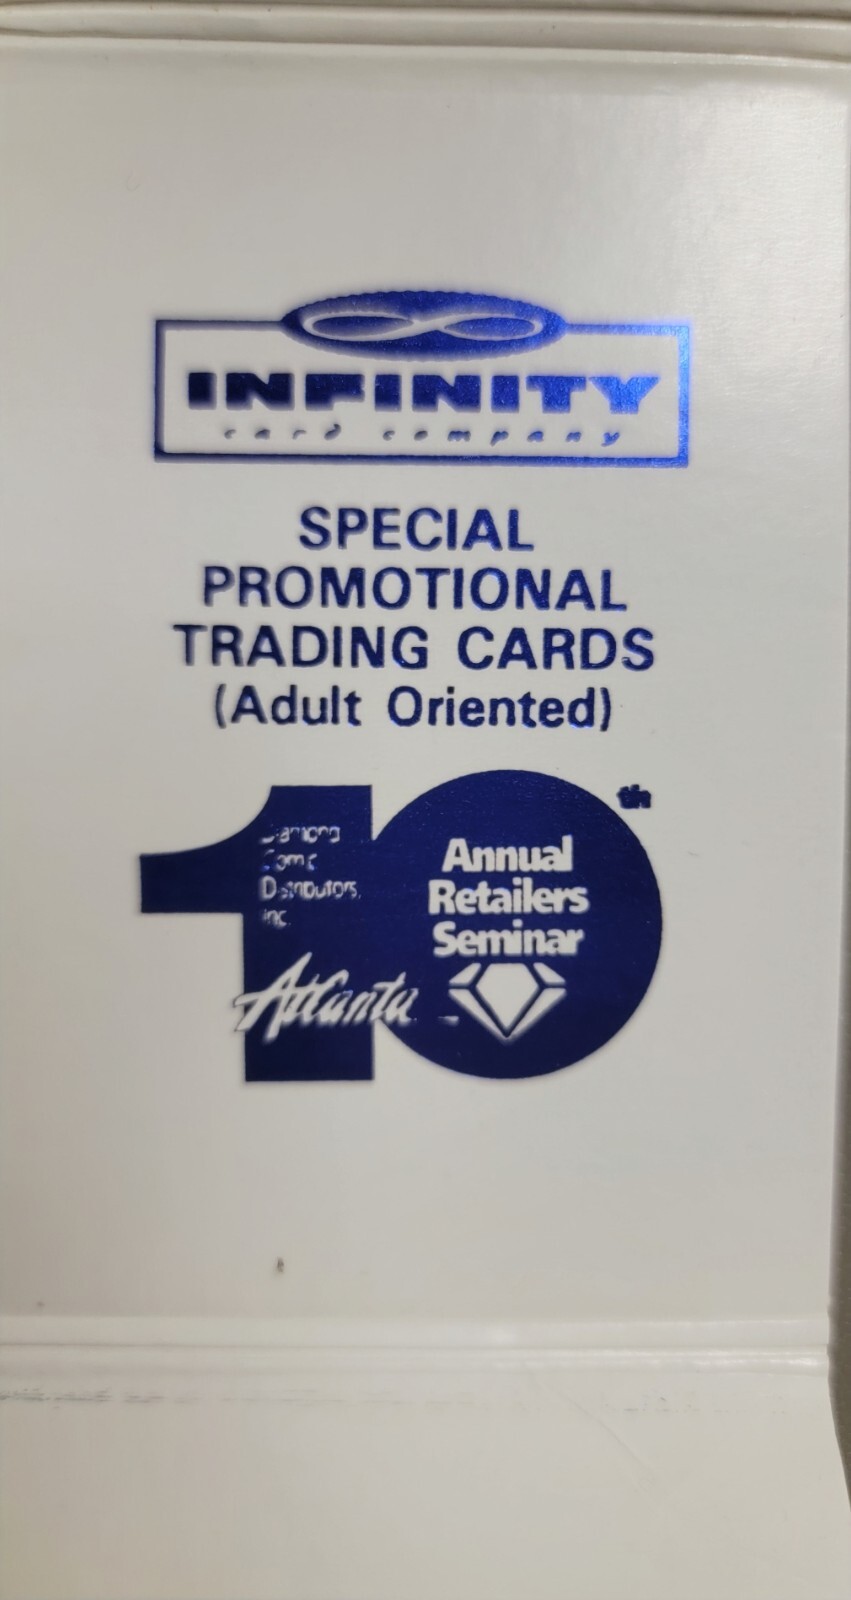 INFINITY
card company
SPECIAL
PROMOTIONAL
TRADING CARDS
(Adult Oriented)
10th
Diamond
Comic
Distributors,
Inc.
Atlanta
Annual
Retailers
Seminar